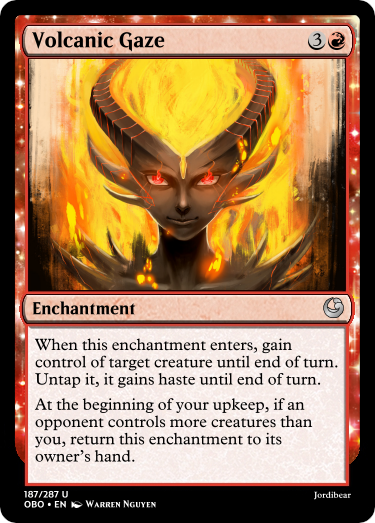 Volcanic Gaze 3
Enchantment
When this enchantment enters, gain
control of target creature until end of turn.
Untap it, it gains haste until end of turn.
At the beginning of your upkeep, if an
opponent controls more creatures than
you, return this enchantment to its
owner's hand.
187/287 U
OBO • EN Warren Nguyen
Jordibear